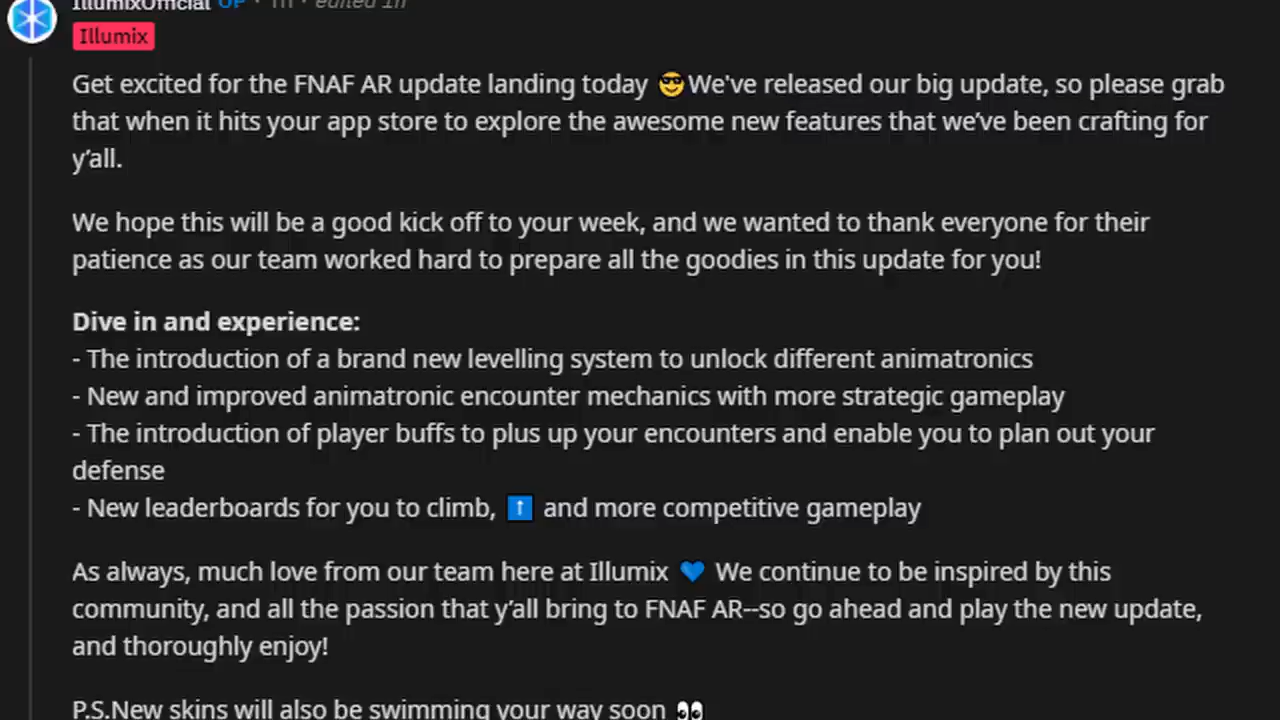 IllumixOfficial OP · 1h · edited 1h
Illumix
Get excited for the FNAF AR update landing today 😎We've released our big update, so please grab
that when it hits your app store to explore the awesome new features that we've been crafting for
y'all.
We hope this will be a good kick off to your week, and we wanted to thank everyone for their
patience as our team worked hard to prepare all the goodies in this update for you!
Dive in and experience:
- The introduction of a brand new levelling system to unlock different animatronics
- New and improved animatronic encounter mechanics with more strategic gameplay
- The introduction of player buffs to plus up your encounters and enable you to plan out your
defense
- New leaderboards for you to climb, ⬆️ and more competitive gameplay
As always, much love from our team here at Illumix 💙 We continue to be inspired by this
community, and all the passion that y'all bring to FNAF AR--so go ahead and play the new update,
and thoroughly enjoy!
P.S.New skins will also be swimming your way soon 👀